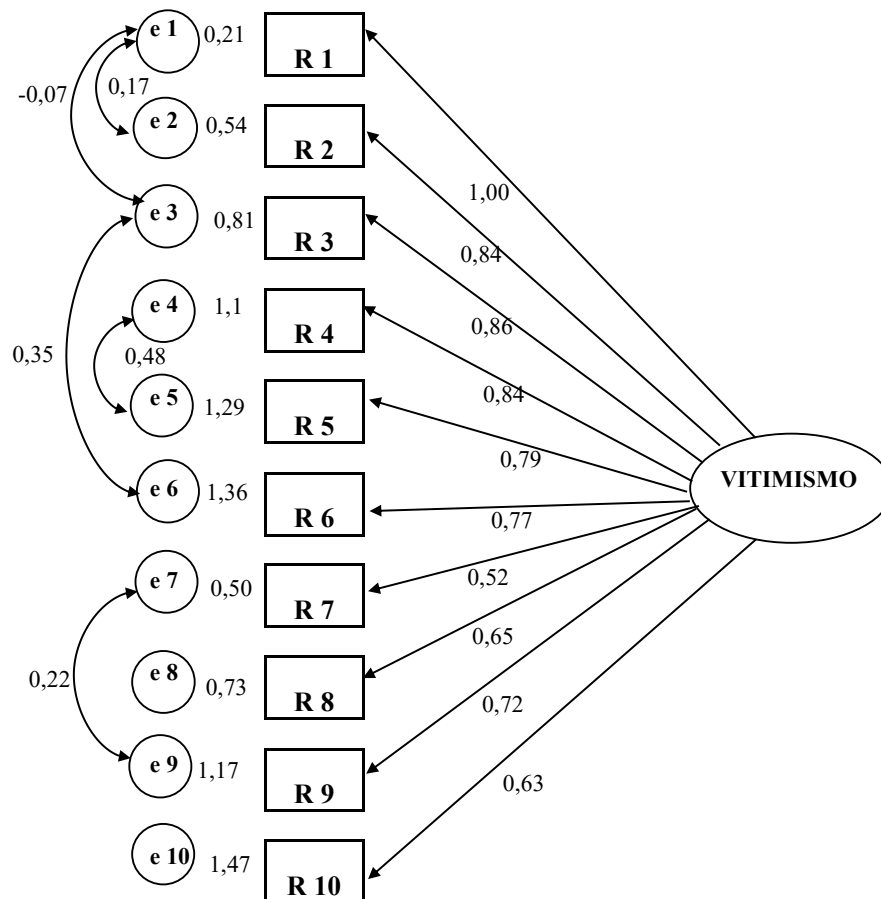 e 1 0,21 R 1
-0,07 0,17
e 2 0,54 R 2
1,00
e 3 0,81 R 3
0,84
e 4 1,1 R 4
0,86
0,35 0,48
0,84
e 5 1,29 R 5
0,79
VITIMISMO
e 6 1,36 R 6
0,77
e 7 0,50 R 7
0,52
0,65
0,22
e 8 0,73 R 8
0,72
e 9 1,17 R 9
0,63
e 10 1,47 R 10